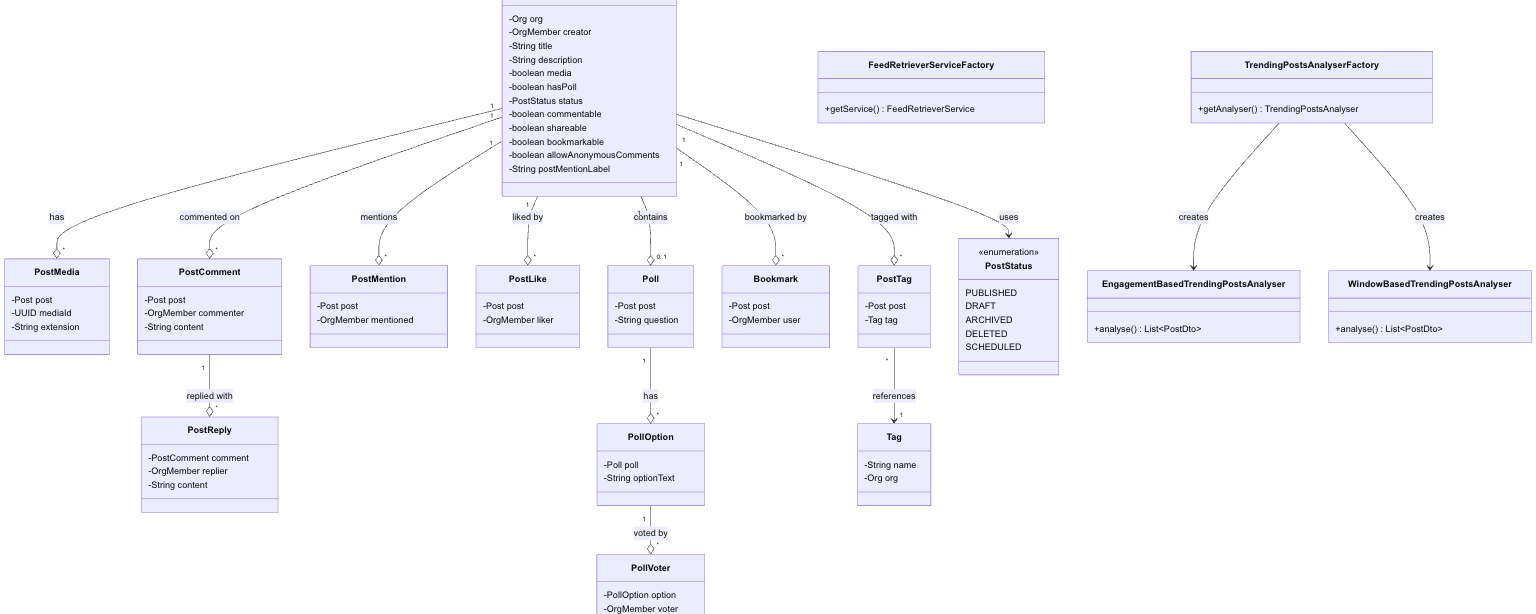 -Org org
-OrgMember creator
-String title
-String description
-boolean media
-boolean hasPoll
-PostStatus status
-boolean commentable
-boolean shareable
-boolean bookmarkable
-boolean allowAnonymousComments
-String postMentionLabel
FeedRetrieverServiceFactory
+getService() : FeedRetrieverService
TrendingPostsAnalyserFactory
+getAnalyser() : TrendingPostsAnalyser
1
1
1
1
1
1
1
has
commented on
mentions
liked by
contains
bookmarked by
tagged with
uses
creates
creates
*
*
*
*
0..1
*
*
PostMedia
-Post post
-UUID mediaId
-String extension
PostComment
-Post post
-OrgMember commenter
-String content
PostMention
-Post post
-OrgMember mentioned
PostLike
-Post post
-OrgMember liker
Poll
-Post post
-String question
Bookmark
-Post post
-OrgMember user
PostTag
-Post post
-Tag tag
«enumeration»
PostStatus
PUBLISHED
DRAFT
ARCHIVED
DELETED
SCHEDULED
EngagementBasedTrendingPostsAnalyser
+analyse() : List<PostDto>
WindowBasedTrendingPostsAnalyser
+analyse() : List<PostDto>
1
replied with
*
1
has
*
*
references
1
PostReply
-PostComment comment
-OrgMember replier
-String content
PollOption
-Poll poll
-String optionText
Tag
-String name
-Org org
1
voted by
*
PollVoter
-PollOption option
-OrgMember voter